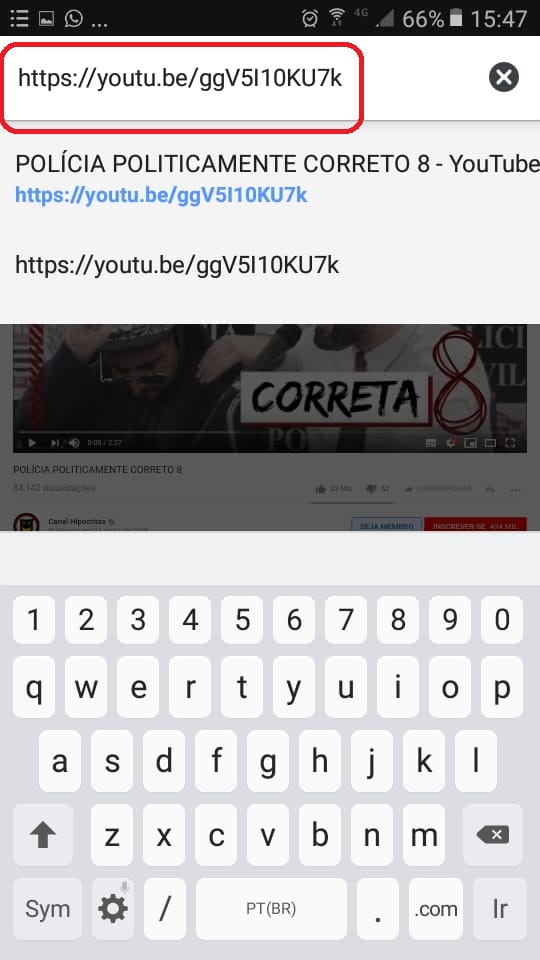 ... 4G 66% 15:47
https://youtu.be/ggV5I10KU7k
POLÍCIA POLITICAMENTE CORRETO 8 - YouTube
https://youtu.be/ggV5I10KU7k
https://youtu.be/ggV5I10KU7k
CORRETA 8
0:00 / 2:27
POLÍCIA POLITICAMENTE CORRETO 8
84.142 visualizações
23 MIL 62 COMPARTILHAR
Canal Hipocritas
SEJA MEMBRO INSCREVER-SE 434 MIL
1 2 3 4 5 6 7 8 9 0
q w e r t y u i o p
a s d f g h j k l
z x c v b n m
Sym / PT(BR) . .com Ir